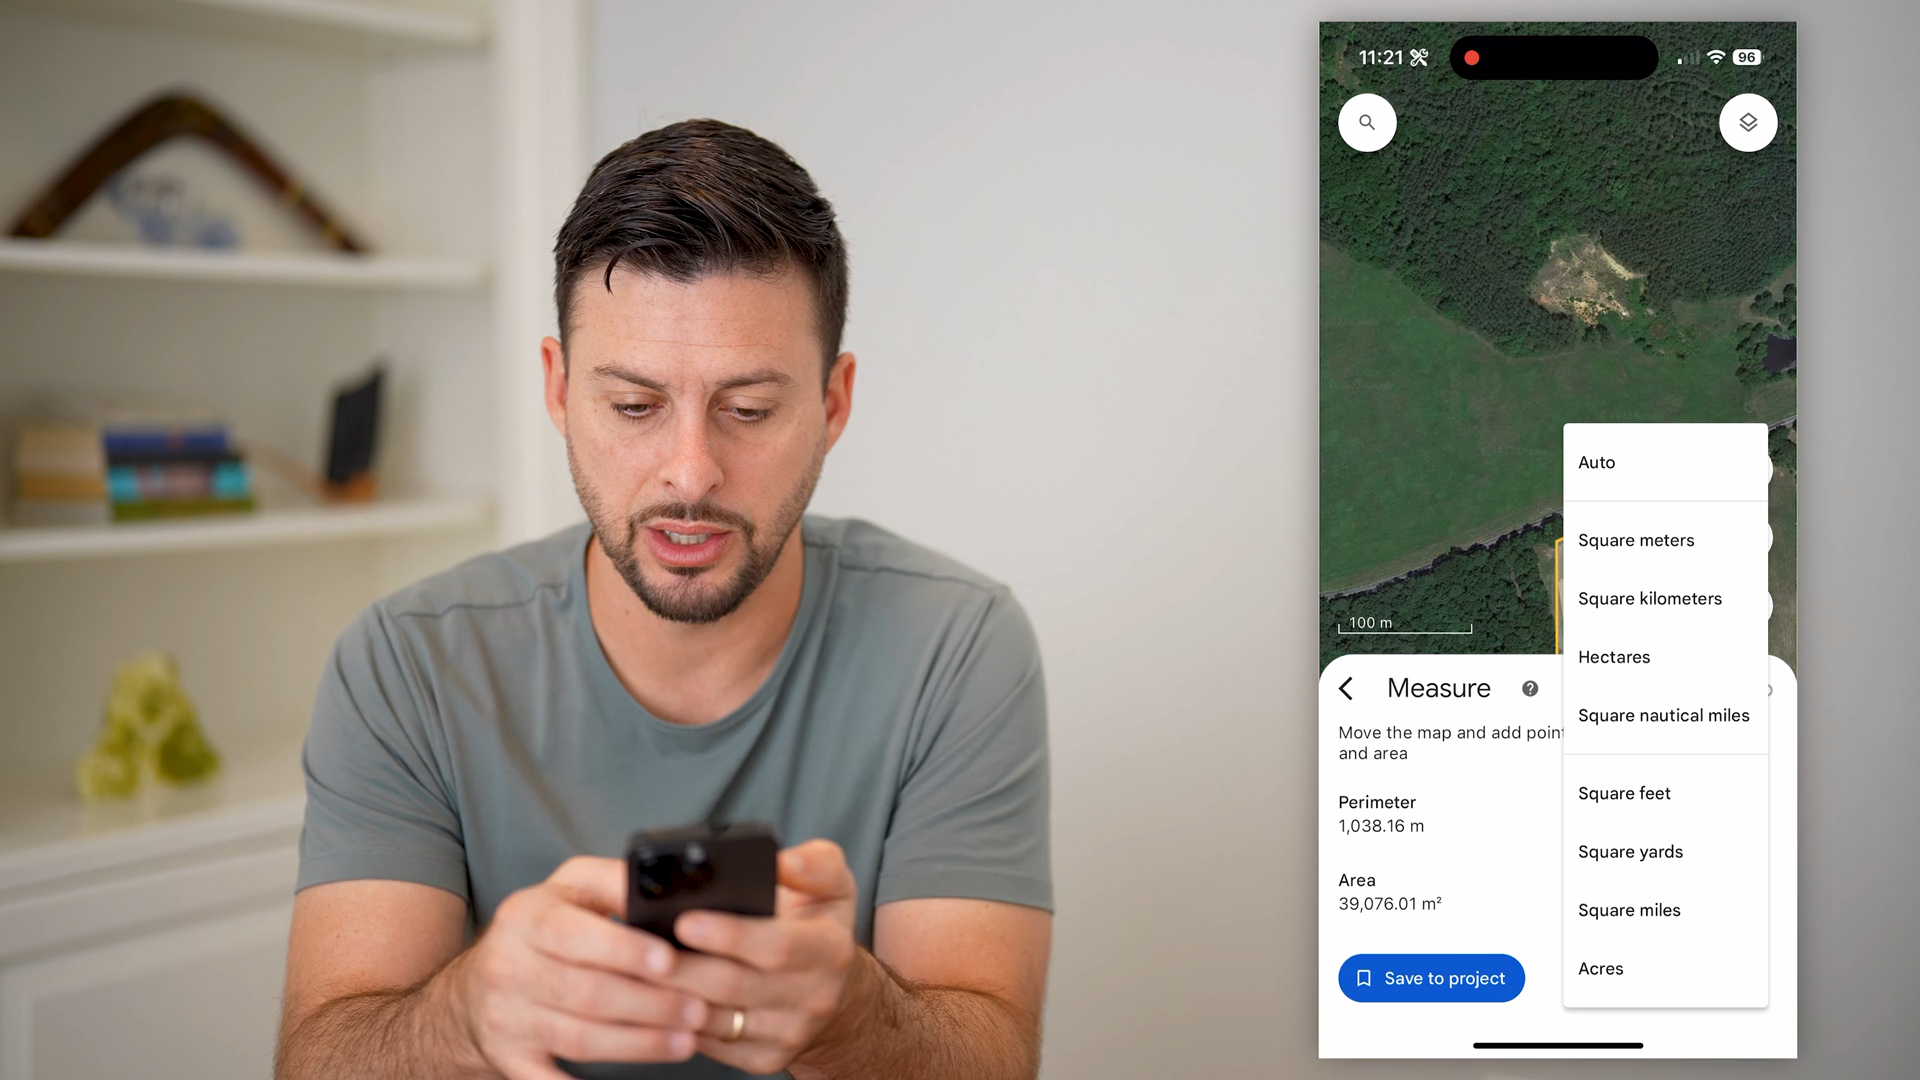 11:21
96
Auto
Square meters
Square kilometers
100 m
Hectares
Measure
Square nautical miles
Move the map and add point
and area
Square feet
Perimeter
1,038.16 m
Square yards
Area
39,076.01 m²
Square miles
Acres
Save to project